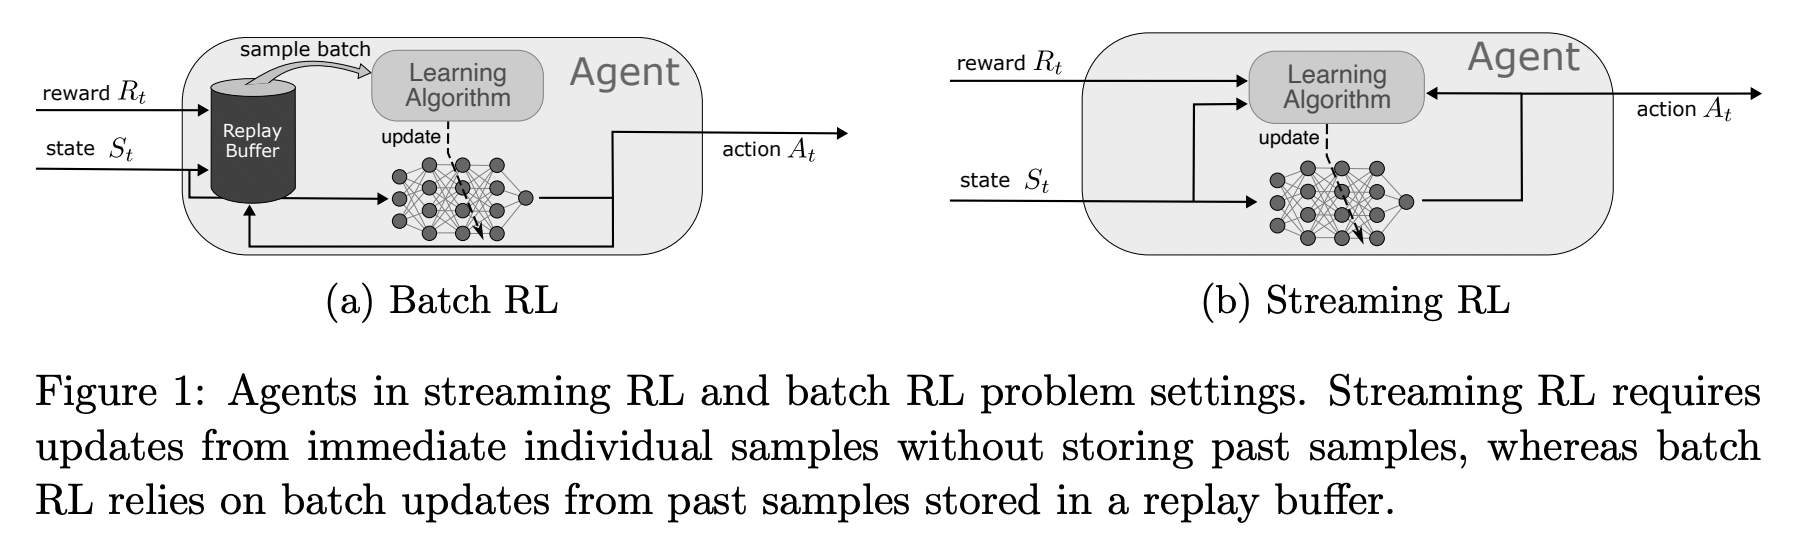 sample batch
Learning
Algorithm
Agent
reward R_t
Replay
Buffer
update
state S_t
action A_t
(a) Batch RL
Agent
reward R_t
Learning
Algorithm
action A_t
update
state S_t
(b) Streaming RL
Figure 1: Agents in streaming RL and batch RL problem settings. Streaming RL requires
updates from immediate individual samples without storing past samples, whereas batch
RL relies on batch updates from past samples stored in a replay buffer.